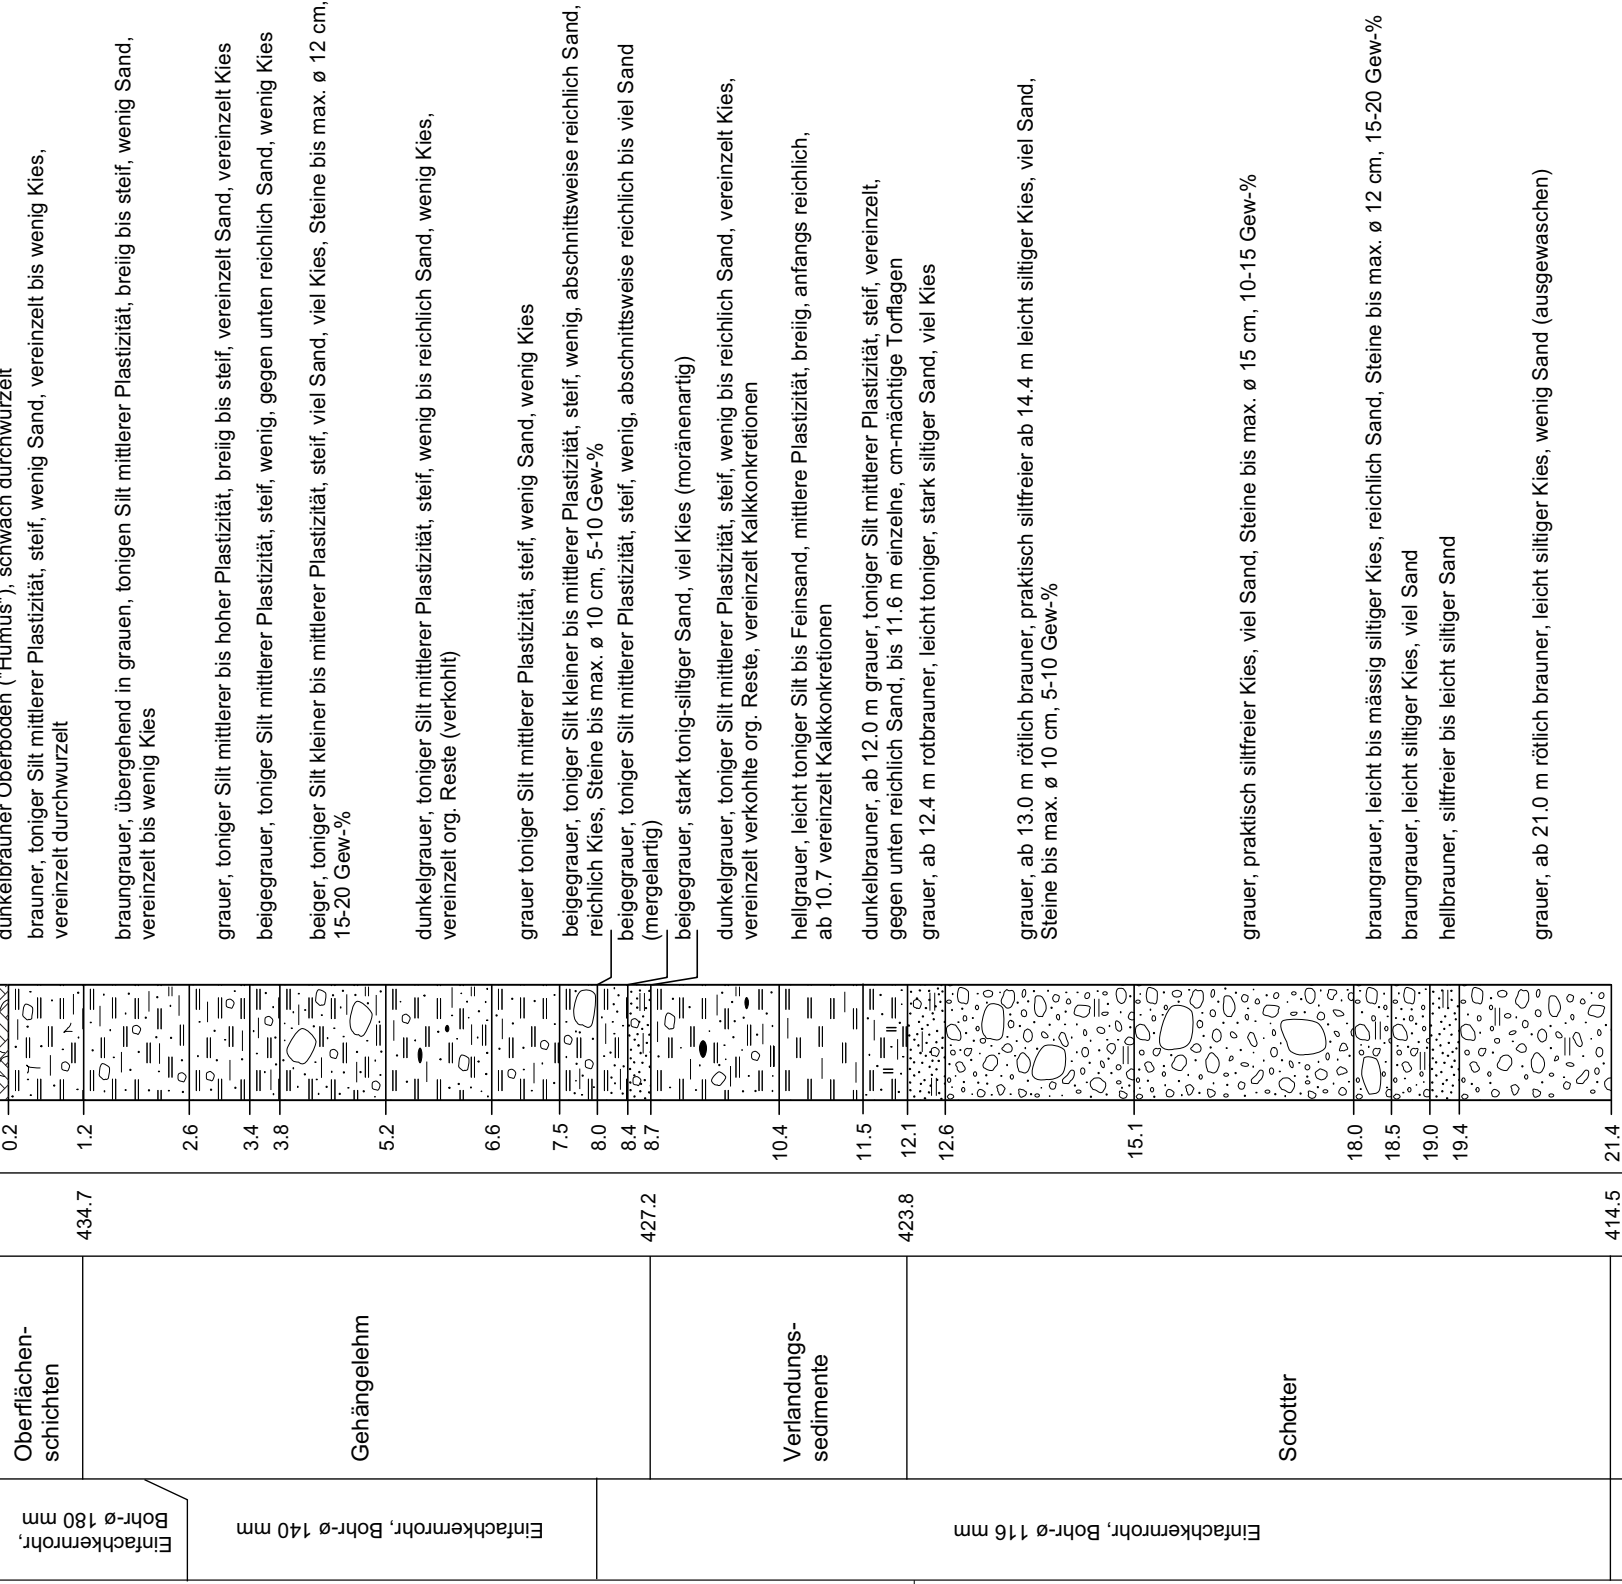 dunkelbrauner Oberboden ("Humus"), schwach durchwurzelt
brauner, toniger Silt mittlerer Plastizität, steif, wenig Sand, vereinzelt bis wenig Kies,
vereinzelt durchwurzelt
braungrauer, übergehend in grauen, tonigen Silt mittlerer Plastizität, breiig bis steif, wenig Sand,
vereinzelt bis wenig Kies
grauer, toniger Silt mittlerer bis hoher Plastizität, breiig bis steif, vereinzelt Sand, vereinzelt Kies
beigegrauer, toniger Silt mittlerer Plastizität, steif, wenig, gegen unten reichlich Sand, wenig Kies
beiger, toniger Silt kleiner bis mittlerer Plastizität, steif, viel Sand, viel Kies, Steine bis max. ø 12 cm,
15-20 Gew-%
dunkelgrauer, toniger Silt mittlerer Plastizität, steif, wenig bis reichlich Sand, wenig Kies,
vereinzelt org. Reste (verkohlt)
grauer toniger Silt mittlerer Plastizität, steif, wenig Sand, wenig Kies
beigegrauer, toniger Silt kleiner bis mittlerer Plastizität, steif, wenig, abschnittsweise reichlich Sand,
reichlich Kies, Steine bis max. ø 10 cm, 5-10 Gew-%
beigegrauer, toniger Silt mittlerer Plastizität, steif, wenig, abschnittsweise reichlich bis viel Sand
(mergelartig)
beigegrauer, stark tonig-siltiger Sand, viel Kies (moränenartig)
dunkelgrauer, toniger Silt mittlerer Plastizität, steif, wenig bis reichlich Sand, vereinzelt Kies,
vereinzelt verkohlte org. Reste, vereinzelt Kalkkonkretionen
hellgrauer, leicht toniger Silt bis Feinsand, mittlere Plastizität, breiig, anfangs reichlich,
ab 10.7 vereinzelt Kalkkonkretionen
dunkelbrauner, ab 12.0 m grauer, toniger Silt mittlerer Plastizität, steif, vereinzelt,
gegen unten reichlich Sand, bis 11.6 m einzelne, cm-mächtige Torflagen
grauer, ab 12.4 m rotbrauner, leicht toniger, stark siltiger Sand, viel Kies
grauer, ab 13.0 m rötlich brauner, praktisch siltfreier ab 14.4 m leicht siltiger Kies, viel Sand,
Steine bis max. ø 10 cm, 5-10 Gew-%
grauer, praktisch siltfreier Kies, viel Sand, Steine bis max. ø 15 cm, 10-15 Gew-%
braungrauer, leicht bis mässig siltiger Kies, reichlich Sand, Steine bis max. ø 12 cm, 15-20 Gew-%
braungrauer, leicht siltiger Kies, viel Sand
hellbrauner, siltfreier bis leicht siltiger Sand
grauer, ab 21.0 m rötlich brauner, leicht siltiger Kies, wenig Sand (ausgewaschen)
0.2
1.2
2.6
3.4
3.8
5.2
6.6
7.5
8.0
8.4
8.7
10.4
11.5
12.1
12.6
15.1
18.0
18.5
19.0
19.4
21.4
434.7
427.2
423.8
414.5
Oberflächen-
schichten
Gehängelehm
Verlandungs-
sedimente
Schotter
Einfachkernrohr,
Bohr-ø 180 mm
Einfachkernrohr, Bohr-ø 140 mm
Einfachkernrohr, Bohr-ø 116 mm